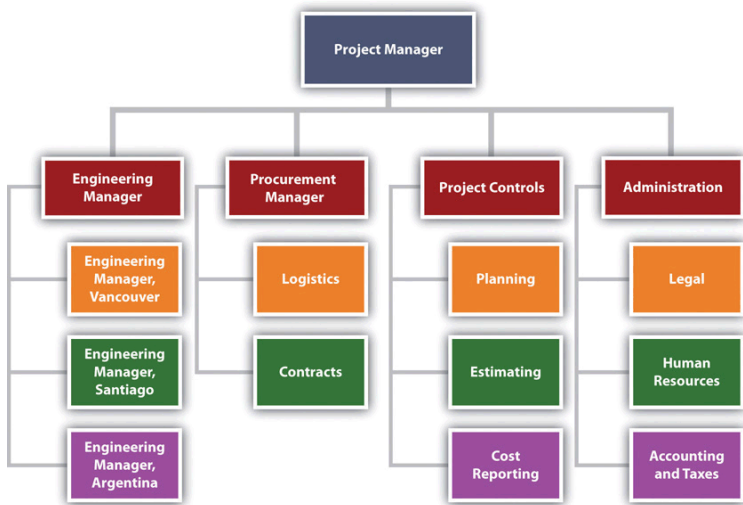 Project Manager
Engineering
Manager
Procurement
Manager
Project Controls
Administration
Engineering
Manager,
Vancouver
Logistics
Planning
Legal
Engineering
Manager,
Santiago
Contracts
Estimating
Human
Resources
Engineering
Manager,
Argentina
Cost
Reporting
Accounting
and Taxes